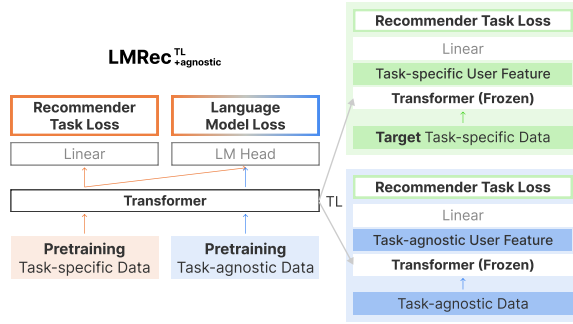 LMRec TL +agnostic
Recommender Task Loss
Language Model Loss
Linear
LM Head
Transformer
Pretraining Task-specific Data
Pretraining Task-agnostic Data
TL
Recommender Task Loss
Linear
Task-specific User Feature
Transformer (Frozen)
Target Task-specific Data
Recommender Task Loss
Linear
Task-agnostic User Feature
Transformer (Frozen)
Task-agnostic Data